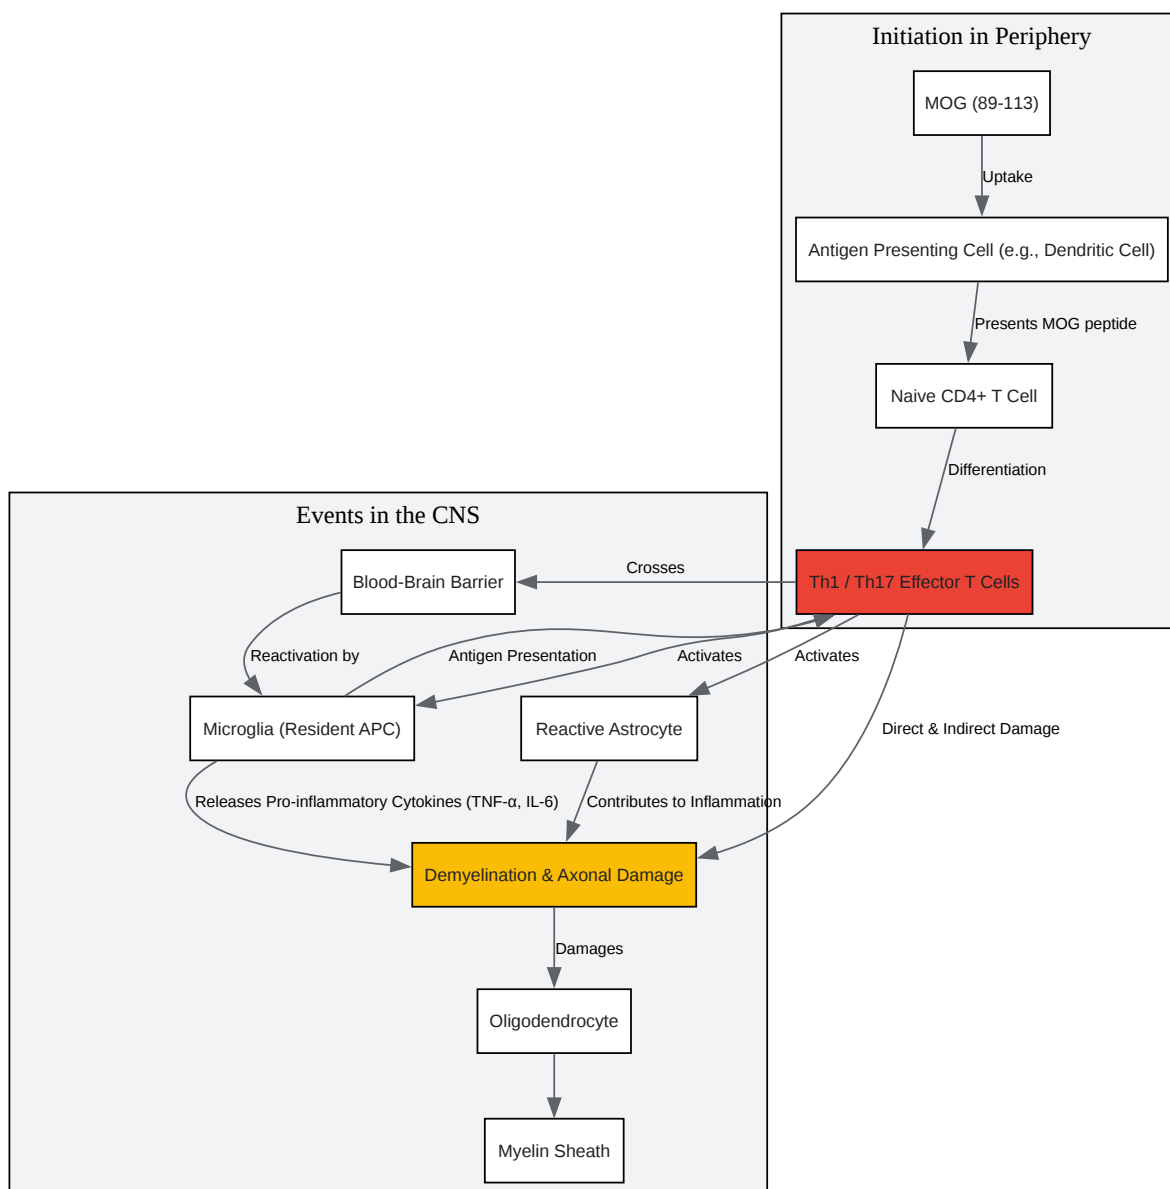 Initiation in Periphery
MOG (89-113)
Uptake
Antigen Presenting Cell (e.g., Dendritic Cell)
Presents MOG peptide
Naive CD4+ T Cell
Differentiation
Events in the CNS
Blood-Brain Barrier
Crosses
Th1 / Th17 Effector T Cells
Reactivation by
Antigen Presentation
Activates
Activates
Microglia (Resident APC)
Reactive Astrocyte
Direct & Indirect Damage
Releases Pro-inflammatory Cytokines (TNF-α, IL-6)
Contributes to Inflammation
Demyelination & Axonal Damage
Damages
Oligodendrocyte
Myelin Sheath